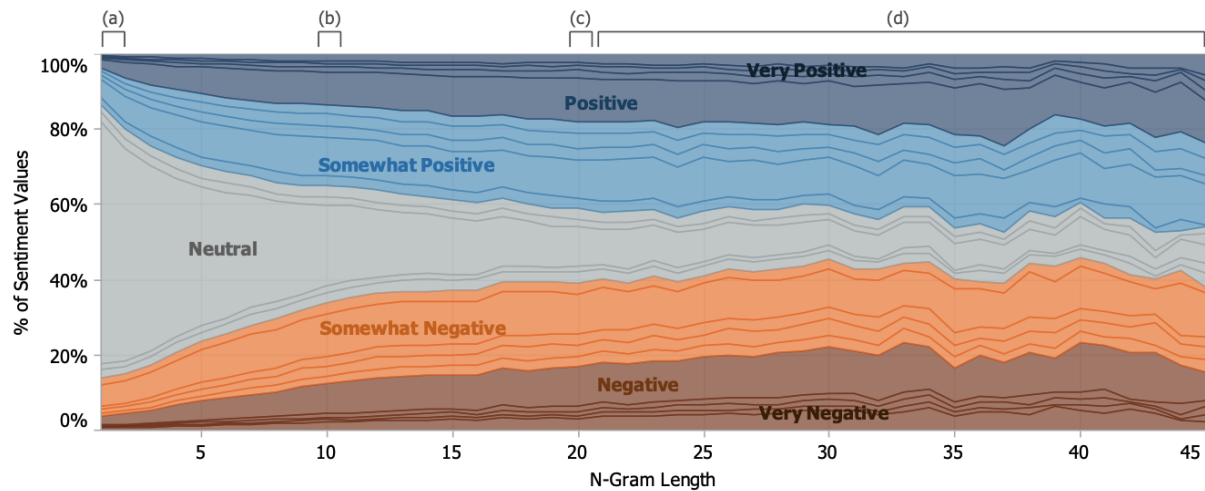 (a) (b) (c) (d)
100%
80%
60%
40%
20%
0%
% of Sentiment Values
Very Positive
Positive
Somewhat Positive
Neutral
Somewhat Negative
Negative
Very Negative
5 10 15 20 25 30 35 40 45
N-Gram Length